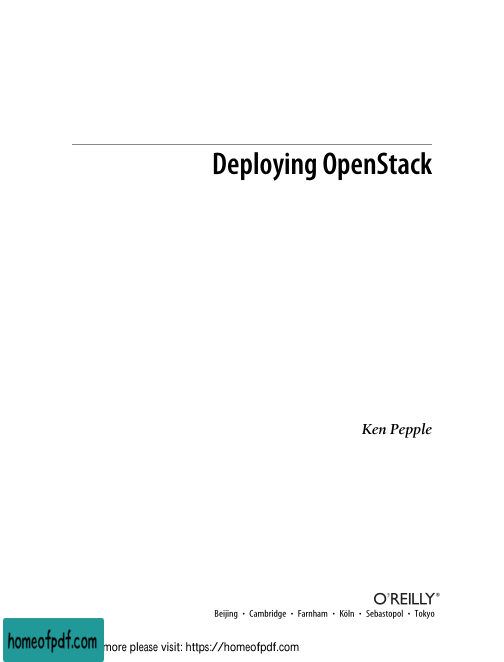 Deploying OpenStack
Ken Pepple
O'REILLY®
Beijing · Cambridge · Farnham · Köln · Sebastopol · Tokyo
homeofpdf.com
more please visit: https://homeofpdf.com